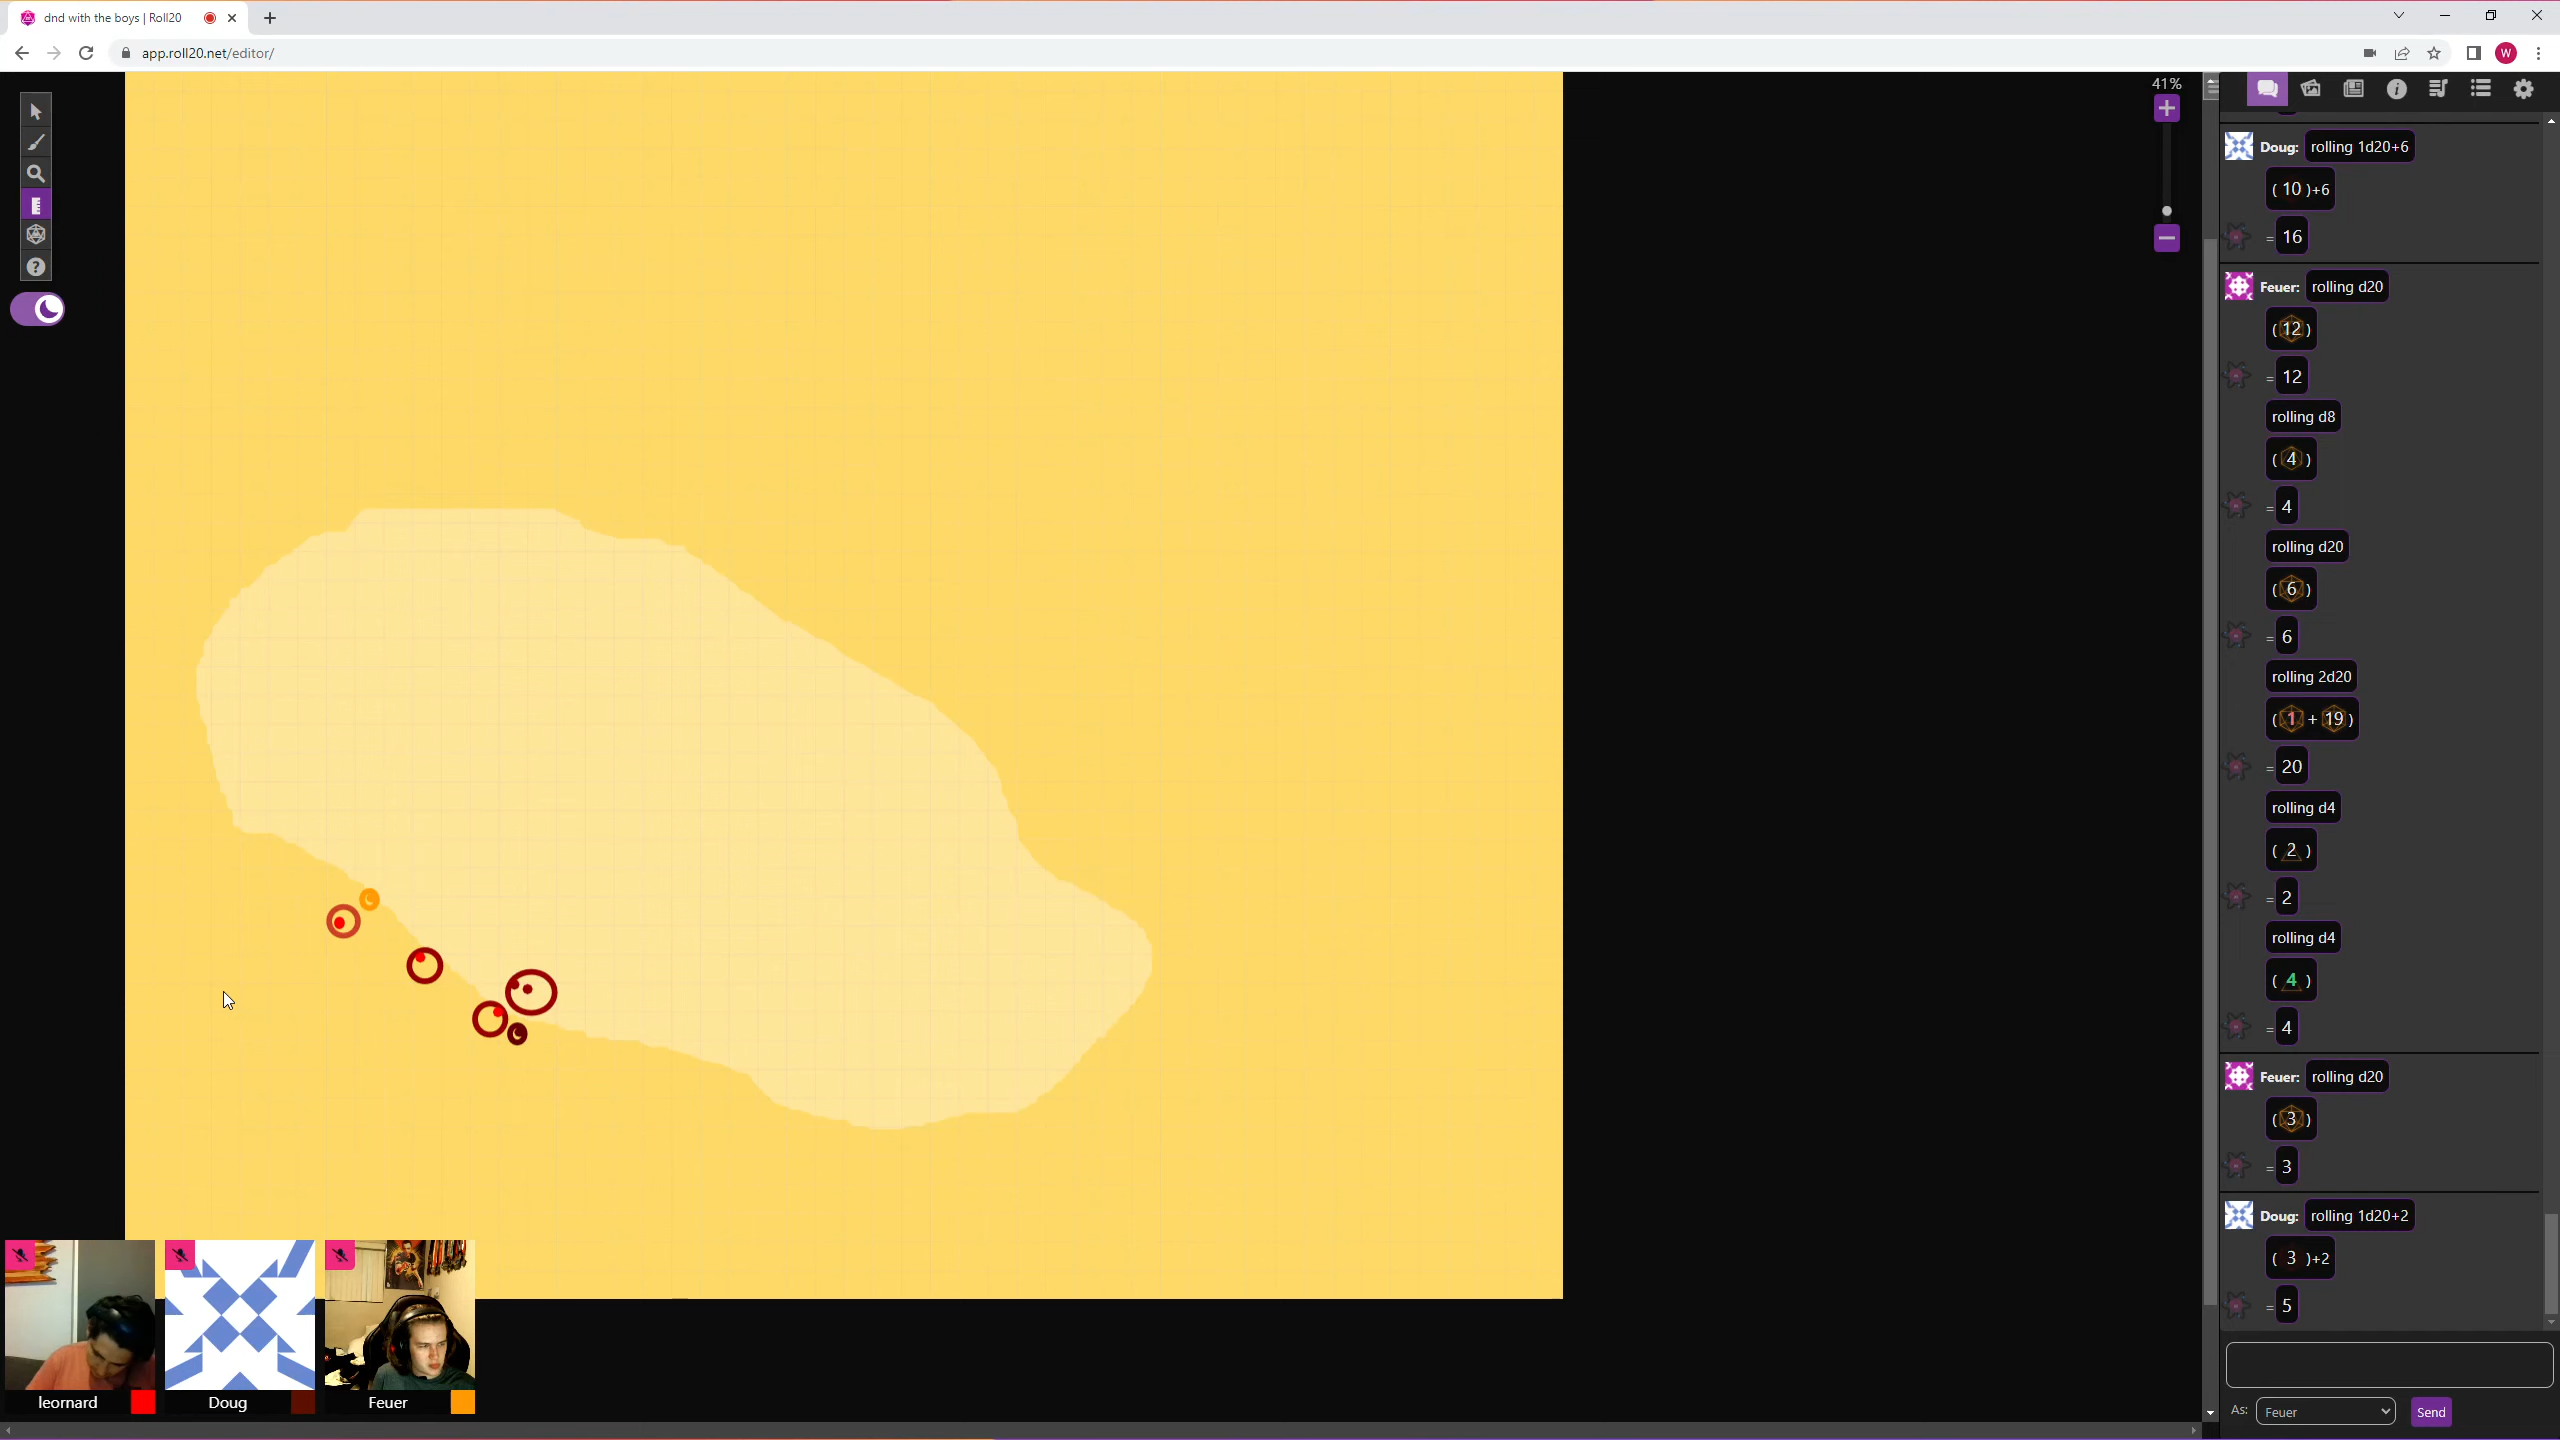 dnd with the boys | Roll20
app.roll20.net/editor/
W
41%
Doug: rolling 1d20+6
( 10 )+6
= 16
Feuer: rolling d20
( 12 )
= 12
rolling d8
( 4 )
= 4
rolling d20
( 6 )
= 6
rolling 2d20
( 1 + 19 )
= 20
rolling d4
( 2 )
= 2
rolling d4
( 4 )
= 4
Feuer: rolling d20
( 3 )
= 3
Doug: rolling 1d20+2
( 3 )+2
= 5
leornard
Doug
Feuer
As: Feuer Send